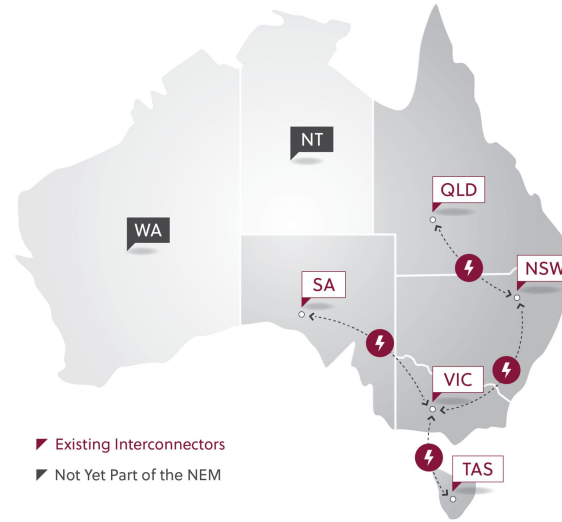 NT
QLD
WA
NSW
SA
VIC
Existing Interconnectors
Not Yet Part of the NEM
TAS